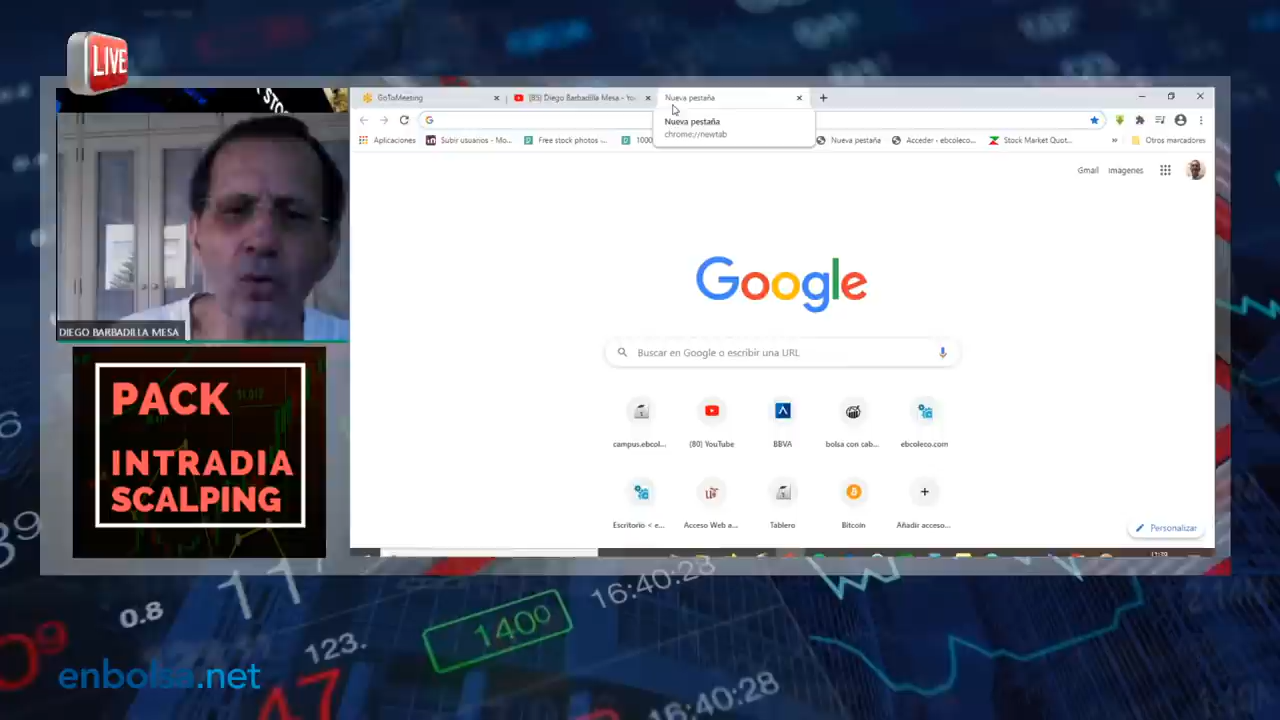 LIVE
GoToMeeting
(85) Diego Barbadilla Mesa - Yo
Nueva pestaña
Nueva pestaña
chrome://newtab
Aplicaciones
Subir usuarios - Mo...
Free stock photos -...
1000
Nueva pestaña
Acceder - ebcoleco...
Stock Market Quot...
»
Otros marcadores
Gmail
Imágenes
Google
Buscar en Google o escribir una URL
campus.ebcol...
(80) YouTube
BBVA
bolsa con cab...
ebcoleco.com
Escritorio < e...
Acceso Web a...
Tablero
Bitcoin
Añadir acceso...
Personalizar
DIEGO BARBADILLA MESA
PACK
INTRADIA
SCALPING
0.8
123.
1400
16:40:28
16:40:28
enbolsa.net